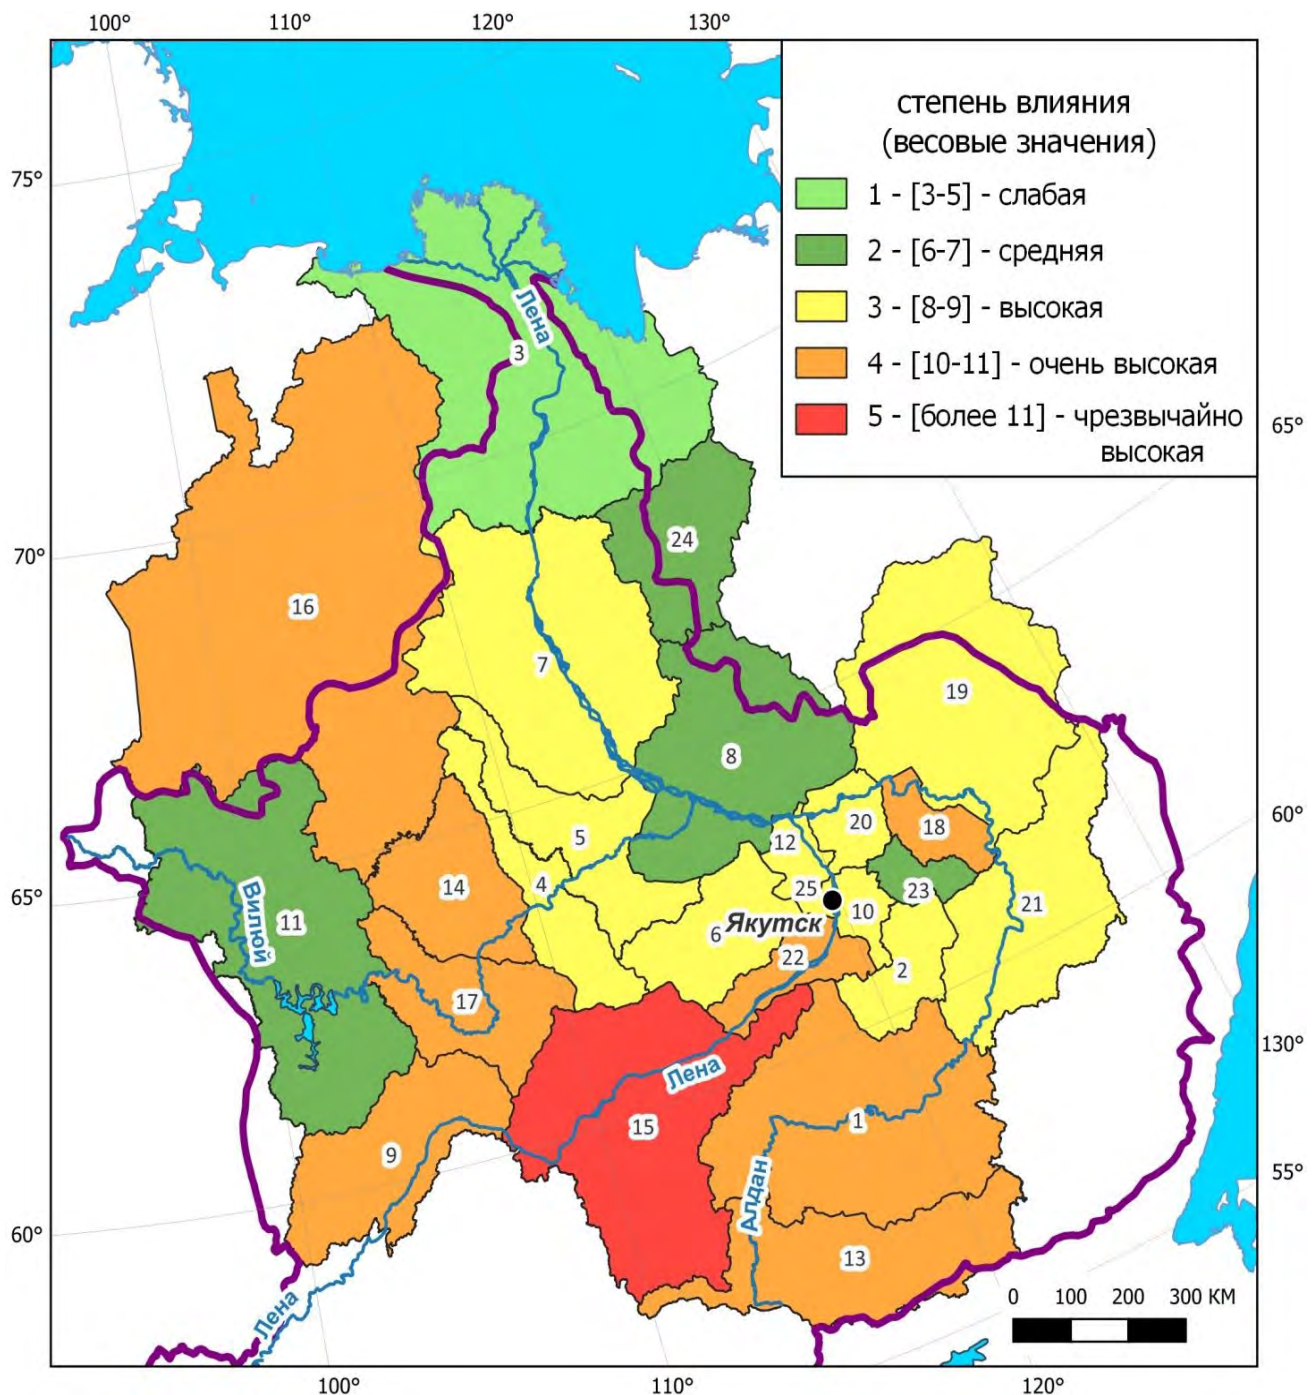 100°
110°
120°
130°
степень влияния
(весовые значения)
1 - [3-5] - слабая
2 - [6-7] - средняя
3 - [8-9] - высокая
4 - [10-11] - очень высокая
5 - [более 11] - чрезвычайно
высокая
75°
70°
65°
60°
65°
60°
130°
55°
Лена
3
24
16
7
19
8
5
20
18
12
14
4
25
23
11
Вилюй
Якутск
10
21
6
22
2
17
Лена
15
1
9
Алдан
13
Лена
0 100 200 300 КМ
100°
110°
120°